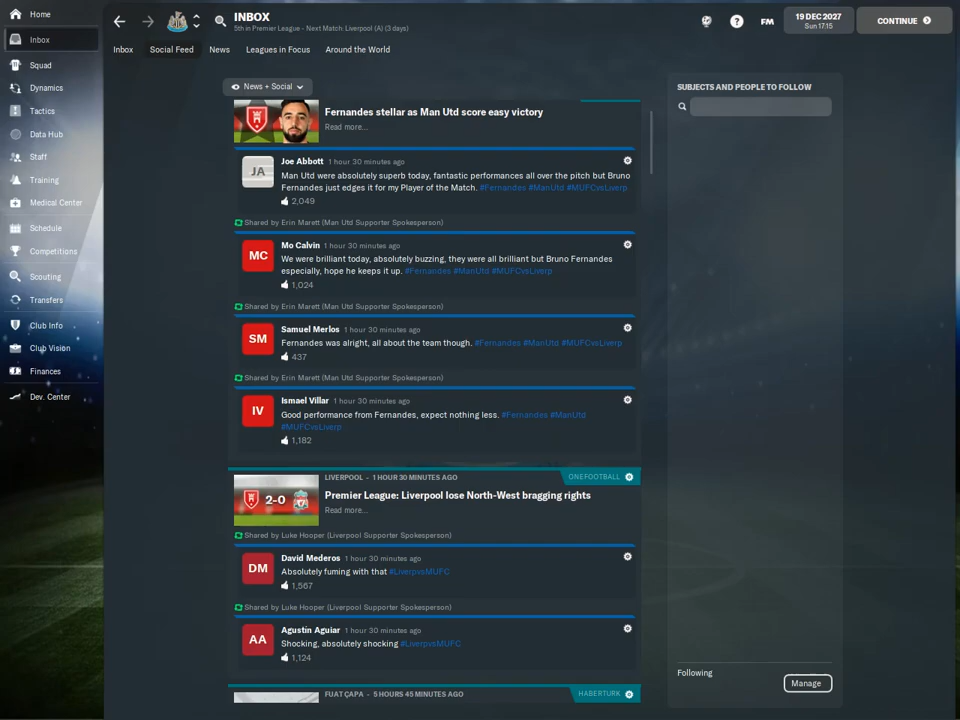 Home
INBOX
5th in Premier League - Next Match: Liverpool (A) (3 days)
?
FM
19 DEC 2027
Sun 17:15
CONTINUE
Inbox
Squad
Dynamics
Tactics
Data Hub
Staff
Training
Medical Center
Schedule
Competitions
Scouting
Transfers
Club Info
Club Vision
Finances
Dev. Center
Inbox
Social Feed
News
Leagues in Focus
Around the World
News + Social
Fernandes stellar as Man Utd score easy victory
Read more...
JA
Joe Abbott 1 hour 30 minutes ago
Man Utd were absolutely superb today, fantastic performances all over the pitch but Bruno
Fernandes just edges it for my Player of the Match. #Fernandes #ManUtd #MUFCvsLiverp
2,049
Shared by Erin Marett (Man Utd Supporter Spokesperson)
MC
Mo Calvin 1 hour 30 minutes ago
We were brilliant today, absolutely buzzing, they were all brilliant but Bruno Fernandes
especially, hope he keeps it up. #Fernandes #ManUtd #MUFCvsLiverp
1,024
Shared by Erin Marett (Man Utd Supporter Spokesperson)
SM
Samuel Merlos 1 hour 30 minutes ago
Fernandes was alright, all about the team though. #Fernandes #ManUtd #MUFCvsLiverp
437
Shared by Erin Marett (Man Utd Supporter Spokesperson)
IV
Ismael Villar 1 hour 30 minutes ago
Good performance from Fernandes, expect nothing less. #Fernandes #ManUtd
#MUFCvsLiverp
1,182
LIVERPOOL - 1 HOUR 30 MINUTES AGO
ONEFOOTBALL
2-0
Premier League: Liverpool lose North-West bragging rights
Read more...
Shared by Luke Hooper (Liverpool Supporter Spokesperson)
DM
David Mederos 1 hour 30 minutes ago
Absolutely fuming with that #LiverpvsMUFC
1,567
Shared by Luke Hooper (Liverpool Supporter Spokesperson)
AA
Agustín Aguiar 1 hour 30 minutes ago
Shocking, absolutely shocking #LiverpvsMUFC
1,124
FUAT ÇAPA - 5 HOURS 45 MINUTES AGO
HABERTURK
SUBJECTS AND PEOPLE TO FOLLOW
Following
Manage